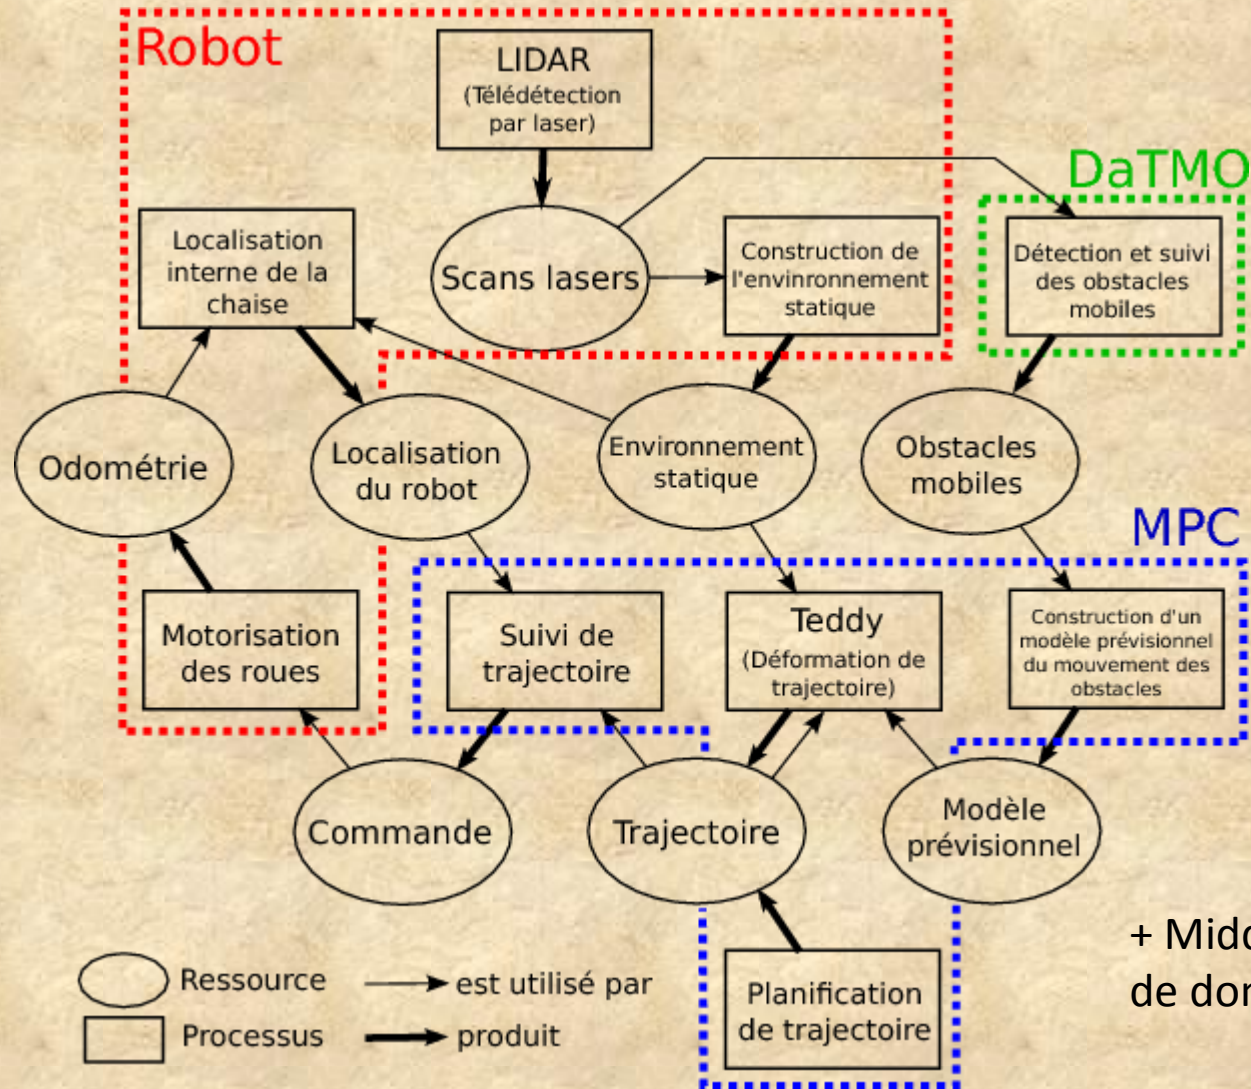 Robot
LIDAR
(Télédétection
par laser)
DaTMO
Localisation
interne de la
chaise
Scans lasers
Construction de
l'envinronnement
statique
Détection et suivi
des obstacles
mobiles
Odométrie
Localisation
du robot
Environnement
statique
Obstacles
mobiles
MPC
Motorisation
des roues
Suivi de
trajectoire
Teddy
(Déformation de
trajectoire)
Construction d'un
modèle prévisionnel
du mouvement des
obstacles
Commande
Trajectoire
Modèle
prévisionnel
Ressource
est utilisé par
Processus
produit
Planification
de trajectoire
+
de